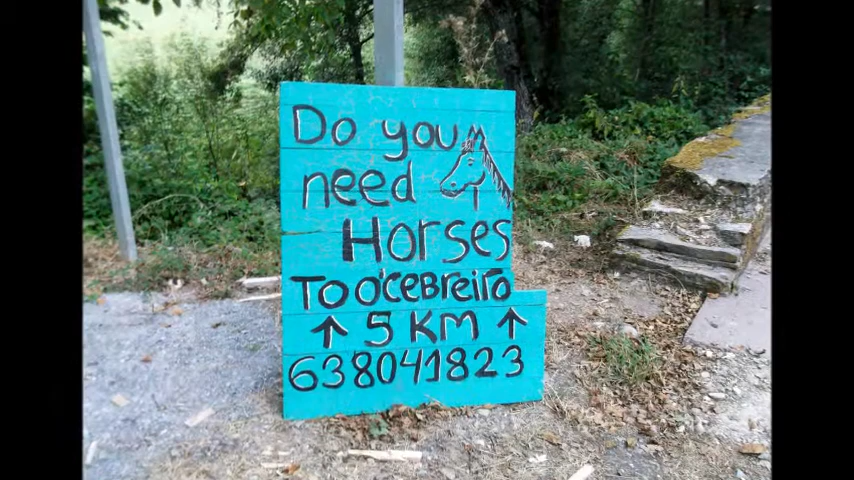 Do you
need
Horses
TO O'CEBREIRO
↑ 5 KM ↑
638041823